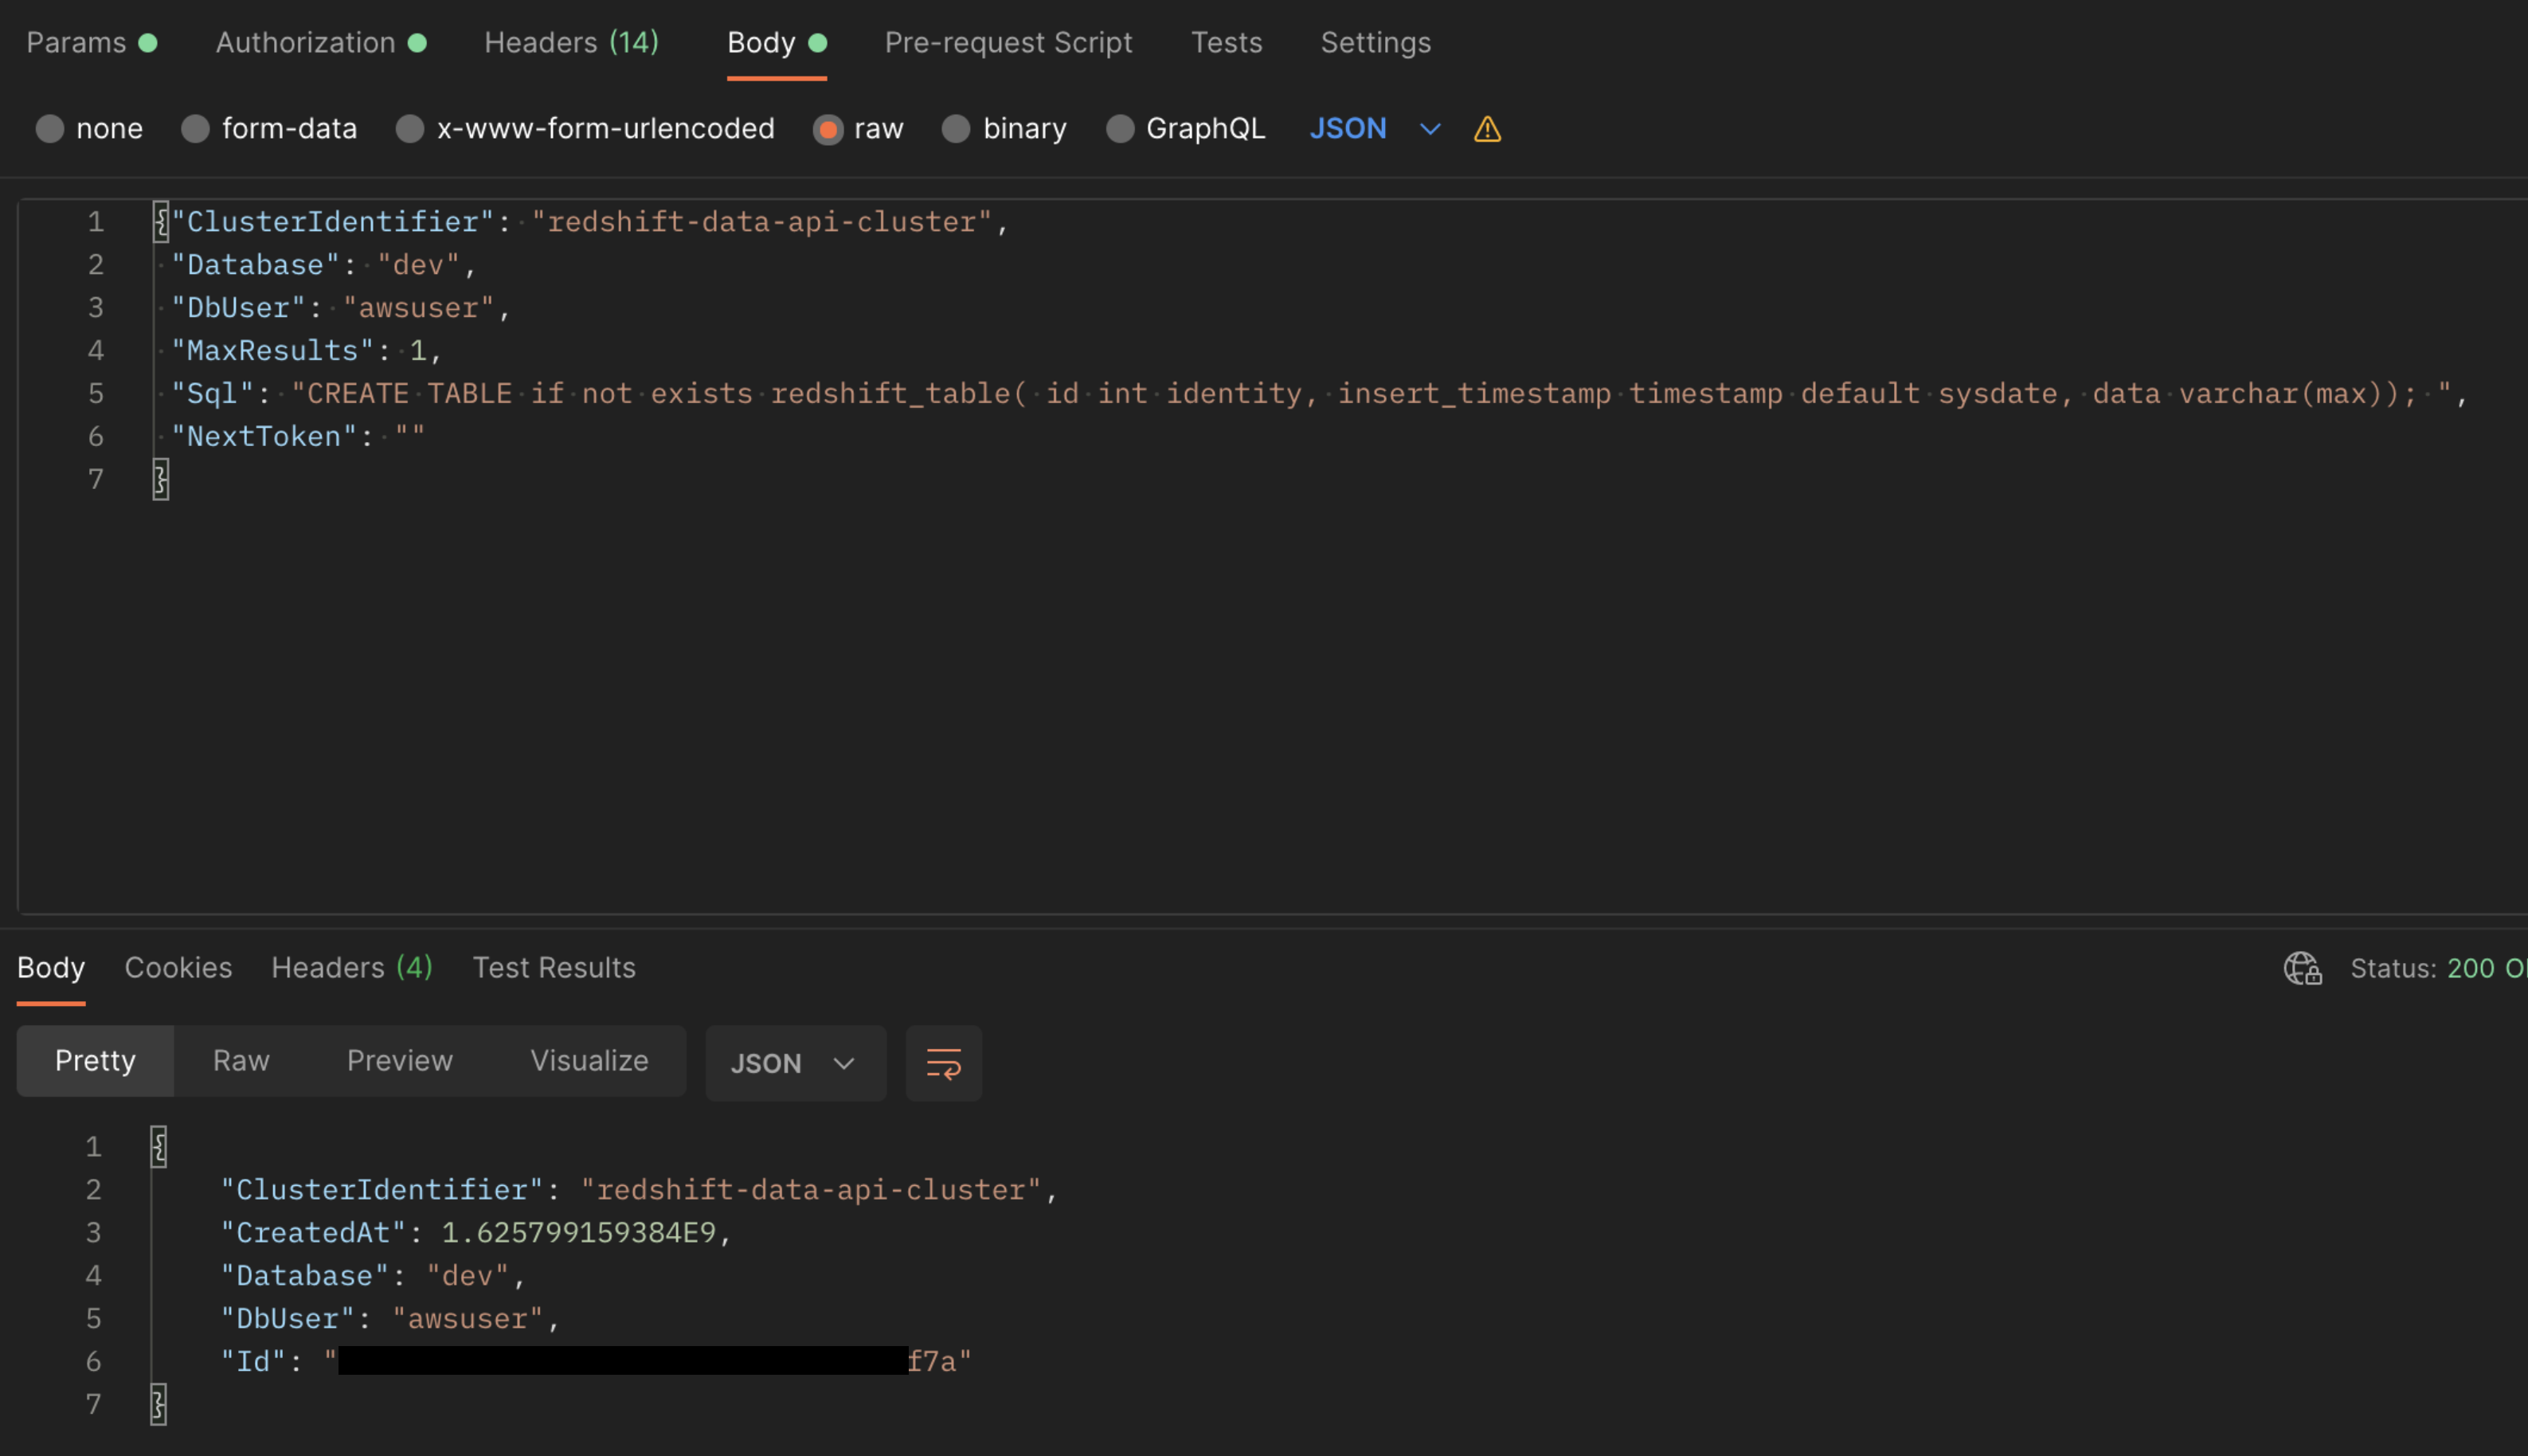 Params Authorization Headers (14) Body Pre-request Script Tests Settings
none form-data x-www-form-urlencoded raw binary GraphQL JSON
1 {"ClusterIdentifier": "redshift-data-api-cluster",
2 "Database": "dev",
3 "DbUser": "awsuser",
4 "MaxResults": 1,
5 "Sql": "CREATE TABLE if not exists redshift_table( id int identity, insert_timestamp timestamp default sysdate, data varchar(max)); ",
6 "NextToken": ""
7 }
Body Cookies Headers (4) Test Results Status: 200
Pretty Raw Preview Visualize JSON
1 {
2 "ClusterIdentifier": "redshift-data-api-cluster",
3 "CreatedAt": 1.625799159384E9,
4 "Database": "dev",
5 "DbUser": "awsuser",
6 "Id": " f7a"
7 }